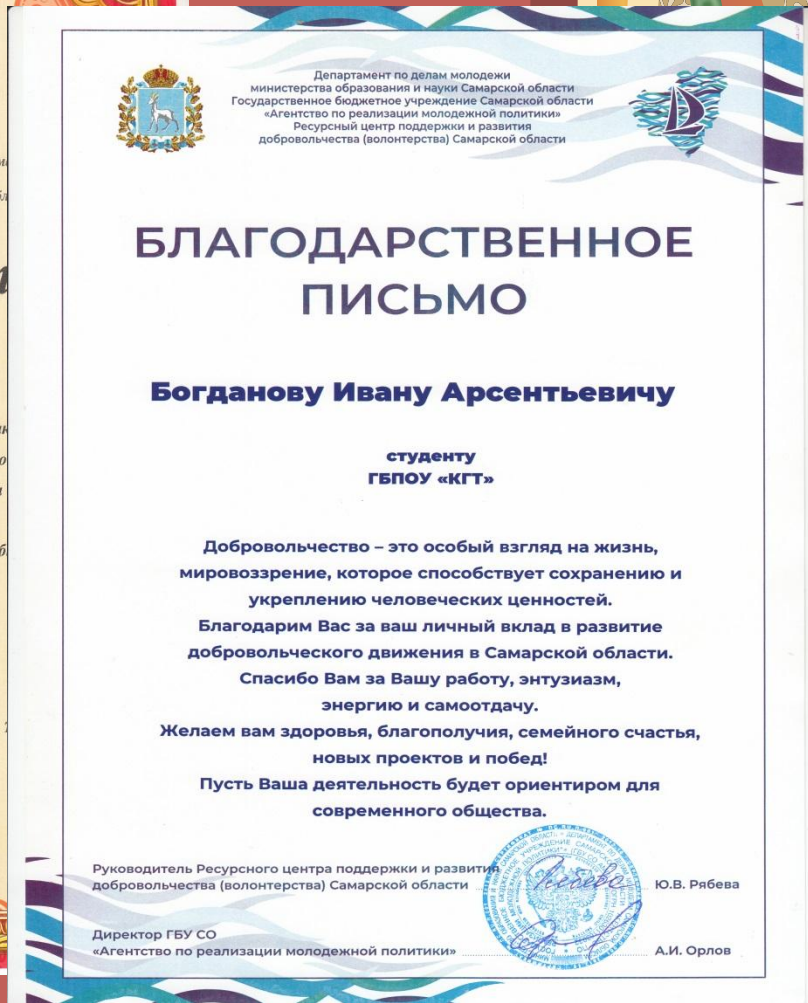 Департамент по делам молодежи
министерства образования и науки Самарской области
Государственное бюджетное учреждение Самарской области
«Агентство по реализации молодежной политики»
Ресурсный центр поддержки и развития
добровольчества (волонтерства) Самарской области
БЛАГОДАРСТВЕННОЕ
ПИСЬМО
Богданову Ивану Арсентьевичу
студенту
ГБПОУ «КГТ»
Добровольчество – это особый взгляд на жизнь,
мировоззрение, которое способствует сохранению и
укреплению человеческих ценностей.
Благодарим Вас за ваш личный вклад в развитие
добровольческого движения в Самарской области.
Спасибо Вам за Вашу работу, энтузиазм,
энергию и самоотдачу.
Желаем вам здоровья, благополучия, семейного счастья,
новых проектов и побед!
Пусть Ваша деятельность будет ориентиром для
современного общества.
Руководитель Ресурсного центра поддержки и развития
добровольчества (волонтерства) Самарской области Ю.В. Рябева
Директор ГБУ СО
«Агентство по реализации молодежной политики» А.И. Орлов